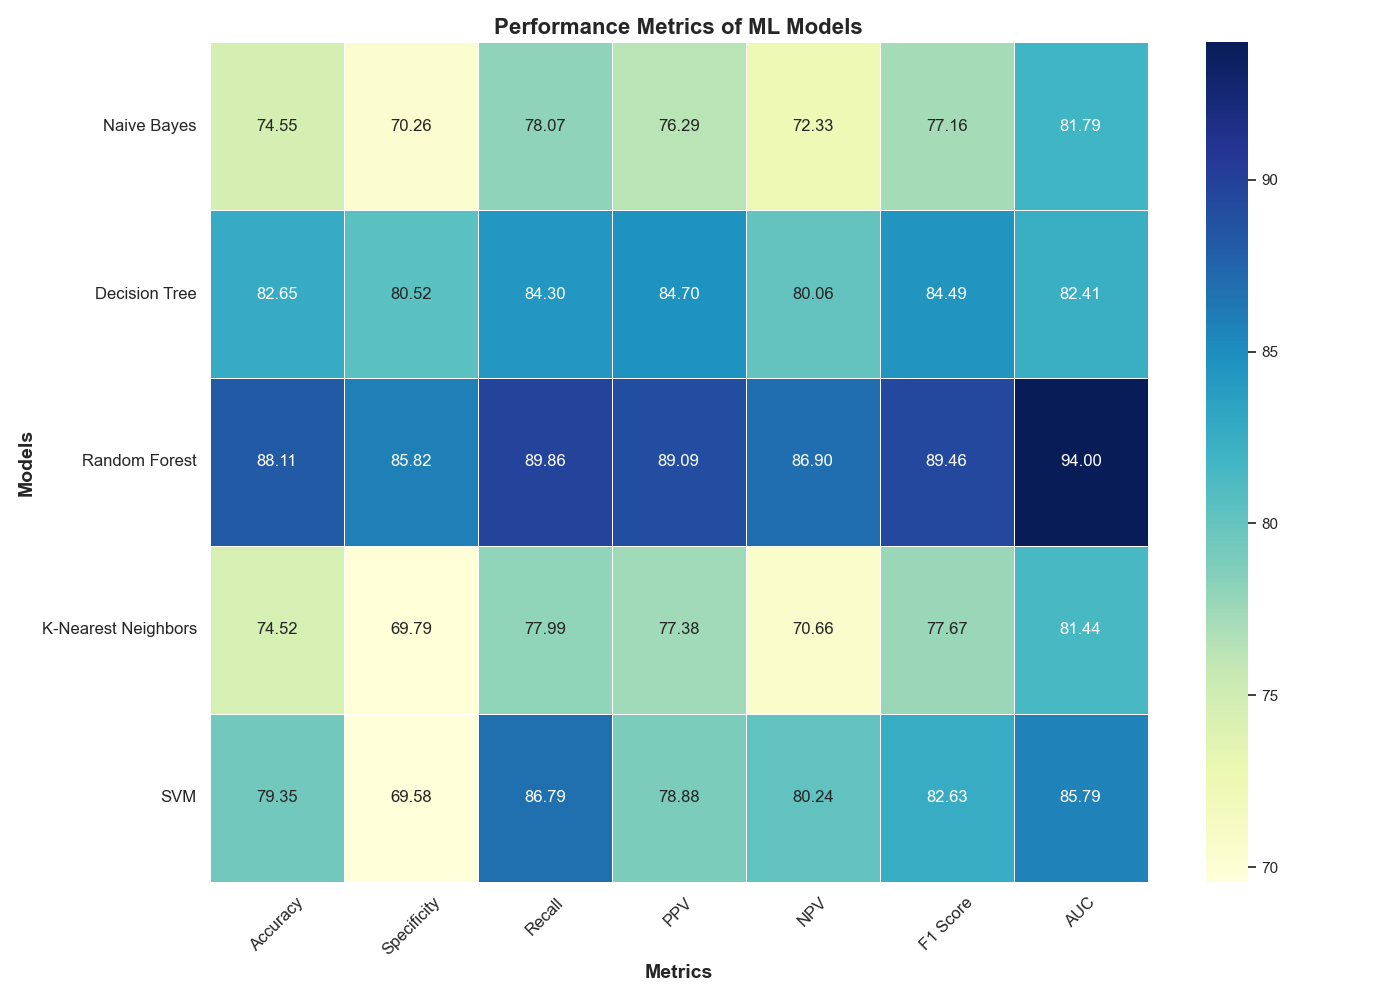 Performance Metrics of ML Models
Models
Naive Bayes 74.55 70.26 78.07 76.29 72.33 77.16 81.79
Decision Tree 82.65 80.52 84.30 84.70 80.06 84.49 82.41
Random Forest 88.11 85.82 89.86 89.09 86.90 89.46 94.00
K-Nearest Neighbors 74.52 69.79 77.99 77.38 70.66 77.67 81.44
SVM 79.35 69.58 86.79 78.88 80.24 82.63 85.79
Accuracy Specificity Recall PPV NPV F1 Score AUC
Metrics
90
85
80
75
70